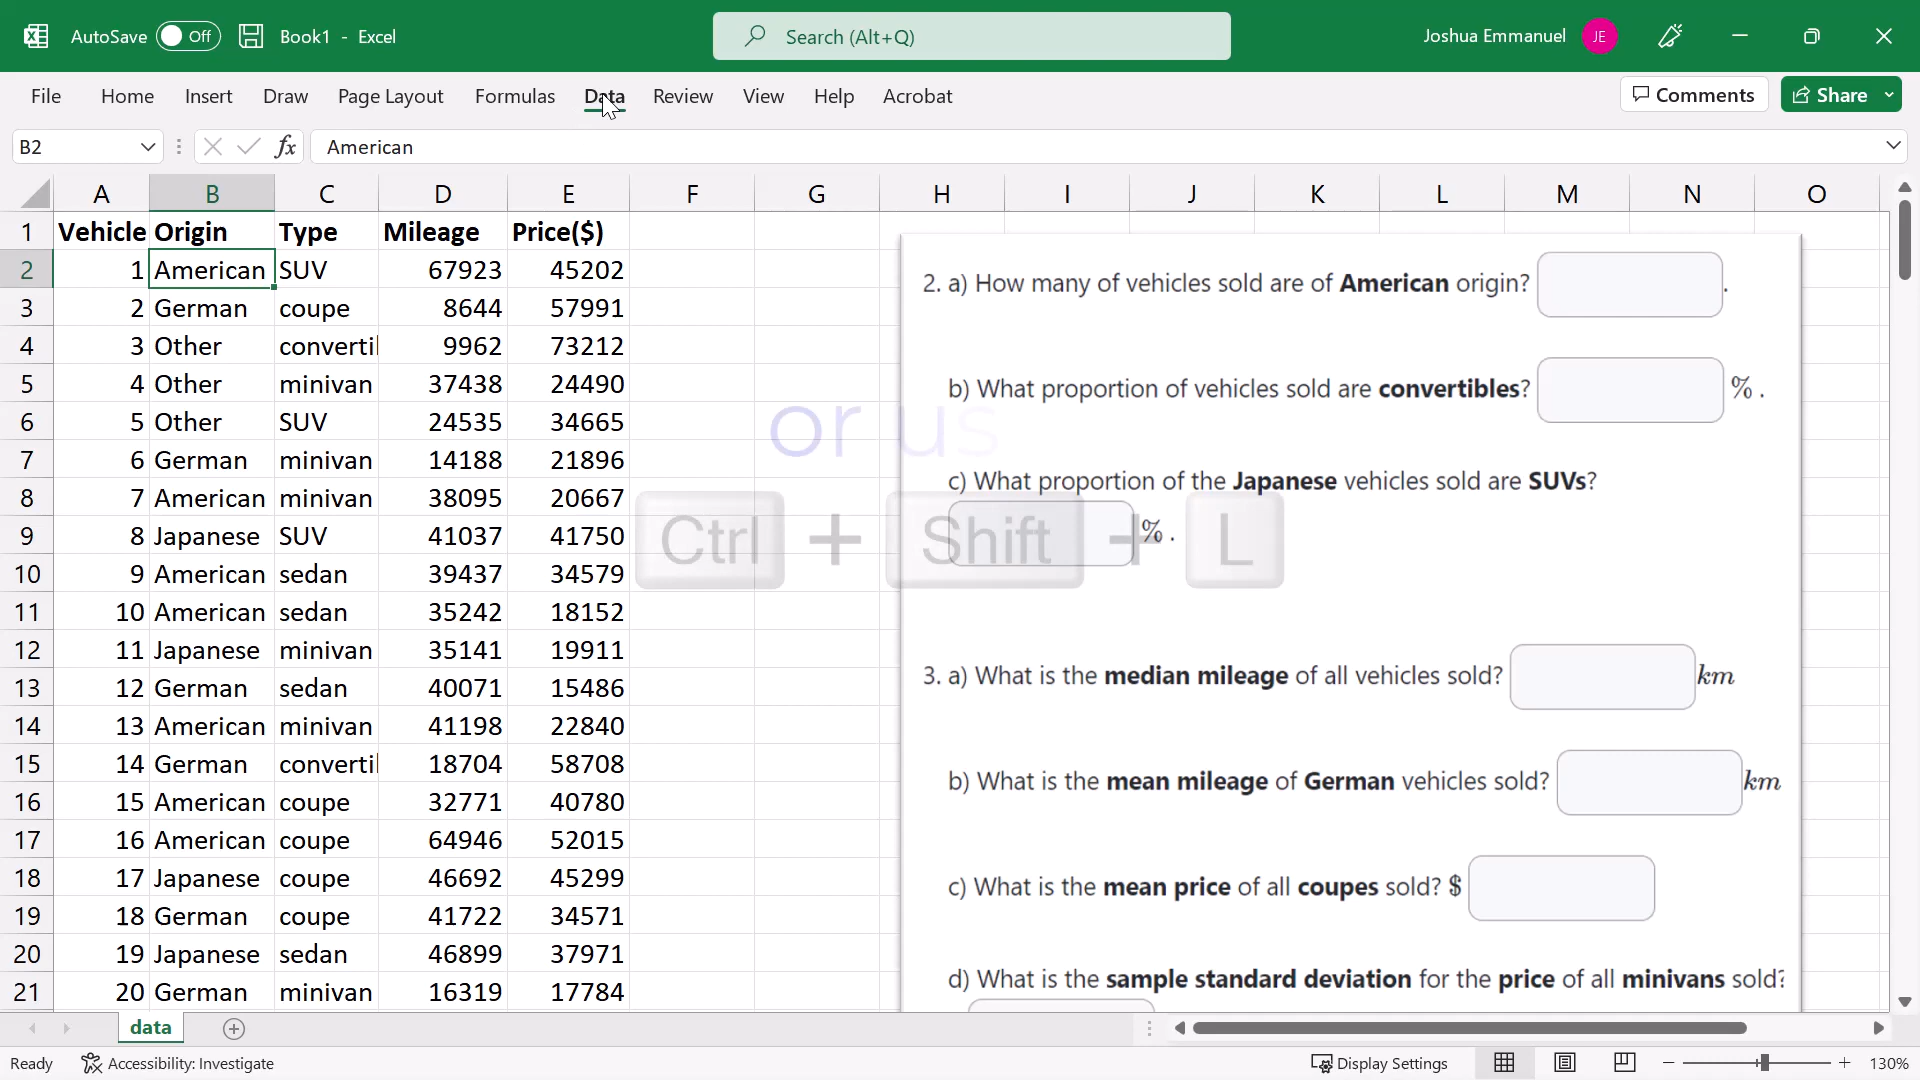 AutoSave Off Book1 - Excel Search (Alt+Q) Joshua Emmanuel JE
File Home Insert Draw Page Layout Formulas Data Review View Help Acrobat Comments Share
B2 fx American
A B C D E F G H I J K L M N O
1 Vehicle Origin Type Mileage Price($)
2 1 American SUV 67923 45202
3 2 German coupe 8644 57991
4 3 Other converti 9962 73212
5 4 Other minivan 37438 24490
6 5 Other SUV 24535 34665
7 6 German minivan 14188 21896
8 7 American minivan 38095 20667
9 8 Japanese SUV 41037 41750
10 9 American sedan 39437 34579
11 10 American sedan 35242 18152
12 11 Japanese minivan 35141 19911
13 12 German sedan 40071 15486
14 13 American minivan 41198 22840
15 14 German converti 18704 58708
16 15 American coupe 32771 40780
17 16 American coupe 64946 52015
18 17 Japanese coupe 46692 45299
19 18 German coupe 41722 34571
20 19 Japanese sedan 46899 37971
21 20 German minivan 16319 17784
2. a) How many of vehicles sold are of American origin? .
b) What proportion of vehicles sold are convertibles? % .
or us
c) What proportion of the Japanese vehicles sold are SUVs?
% .
Ctrl + Shift + L
3. a) What is the median mileage of all vehicles sold? km
b) What is the mean mileage of German vehicles sold? km
c) What is the mean price of all coupes sold? $
d) What is the sample standard deviation for the price of all minivans sold?
data
Ready Accessibility: Investigate Display Settings 130%